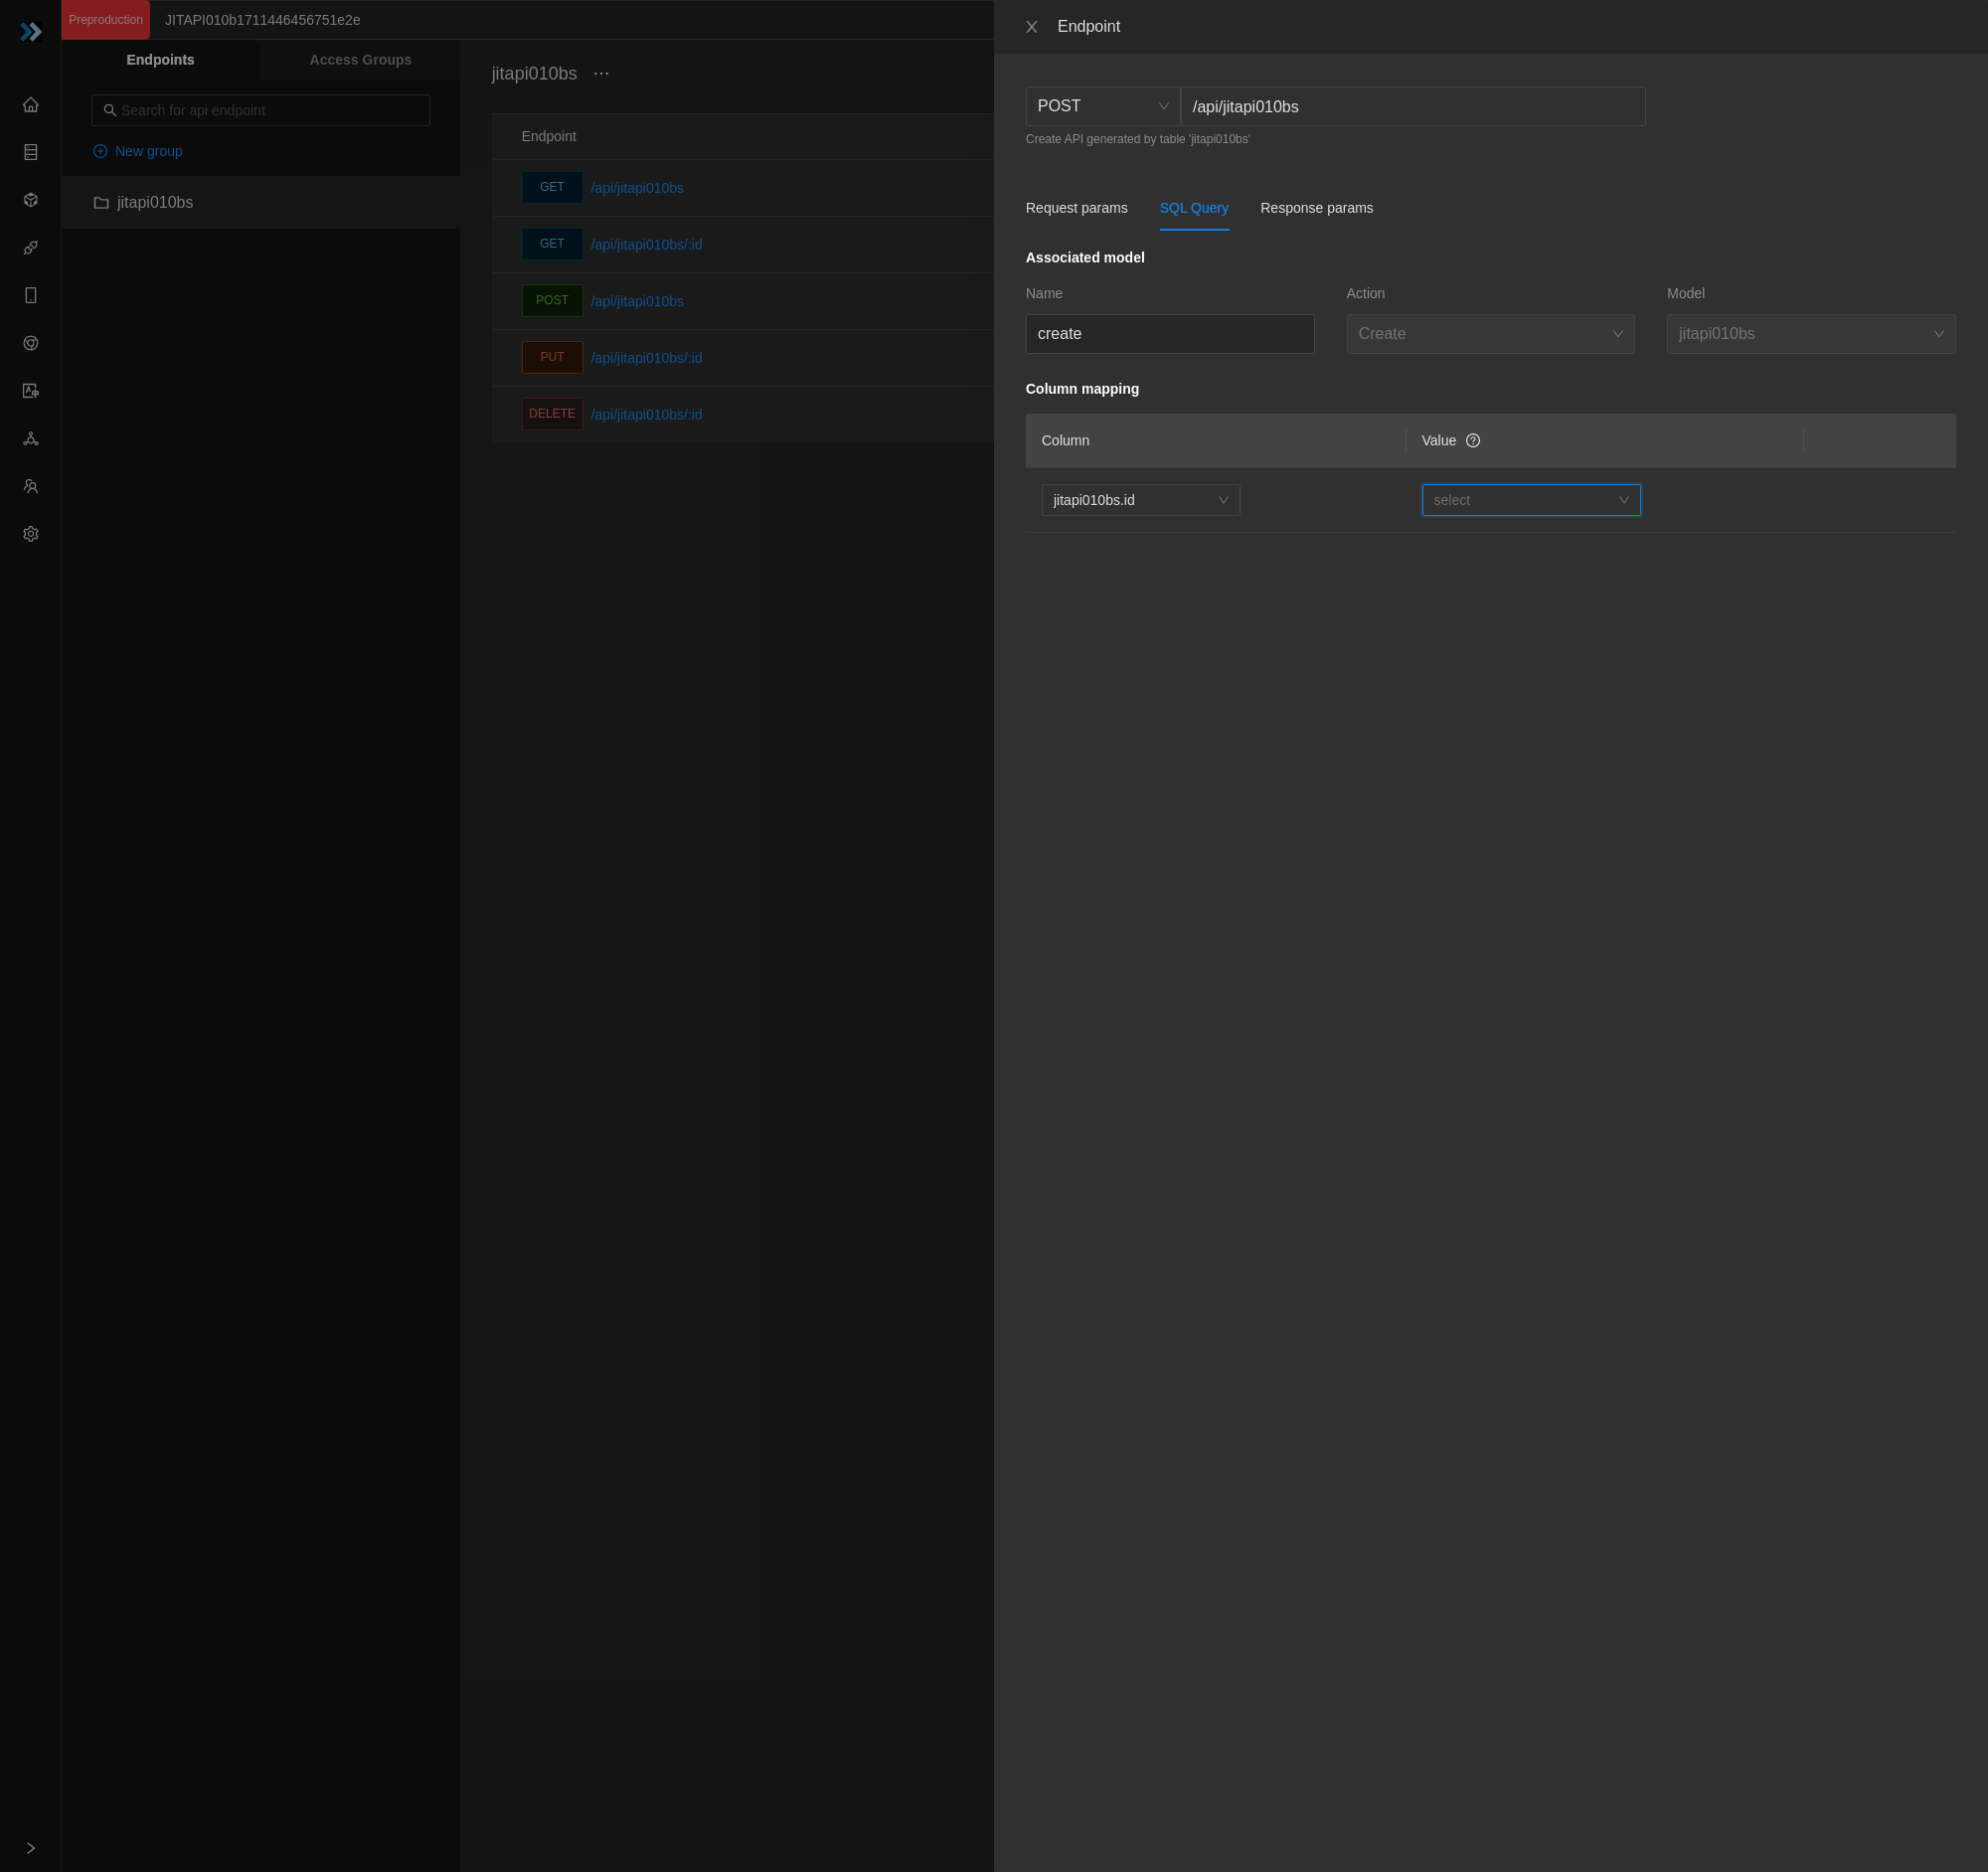 Preproduction
JITAPI010b1711446456751e2e
Endpoints
Access Groups
Search for api endpoint
New group
jitapi010bs
jitapi010bs
Endpoint
GET /api/jitapi010bs
GET /api/jitapi010bs/:id
POST /api/jitapi010bs
PUT /api/jitapi010bs/:id
DELETE /api/jitapi010bs/:id
Endpoint
POST /api/jitapi010bs
Create API generated by table 'jitapi010bs'
Request params SQL Query Response params
Associated model
Name Action Model
create Create jitapi010bs
Column mapping
Column Value
jitapi010bs.id select